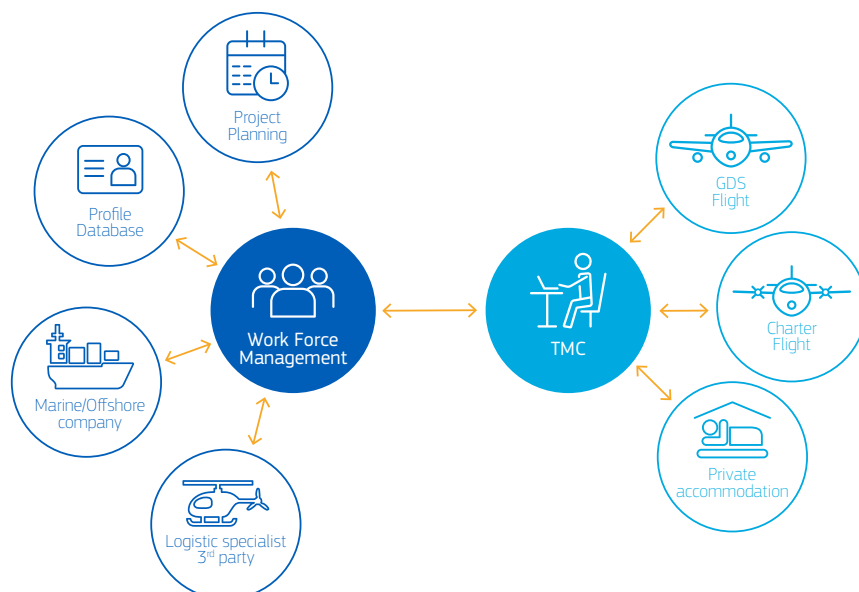 Project
Planning
Profile
Database
Work Force
Management
Marine/Offshore
company
Logistic specialist
3rd party
TMC
GDS
Flight
Charter
Flight
Private
accommodation